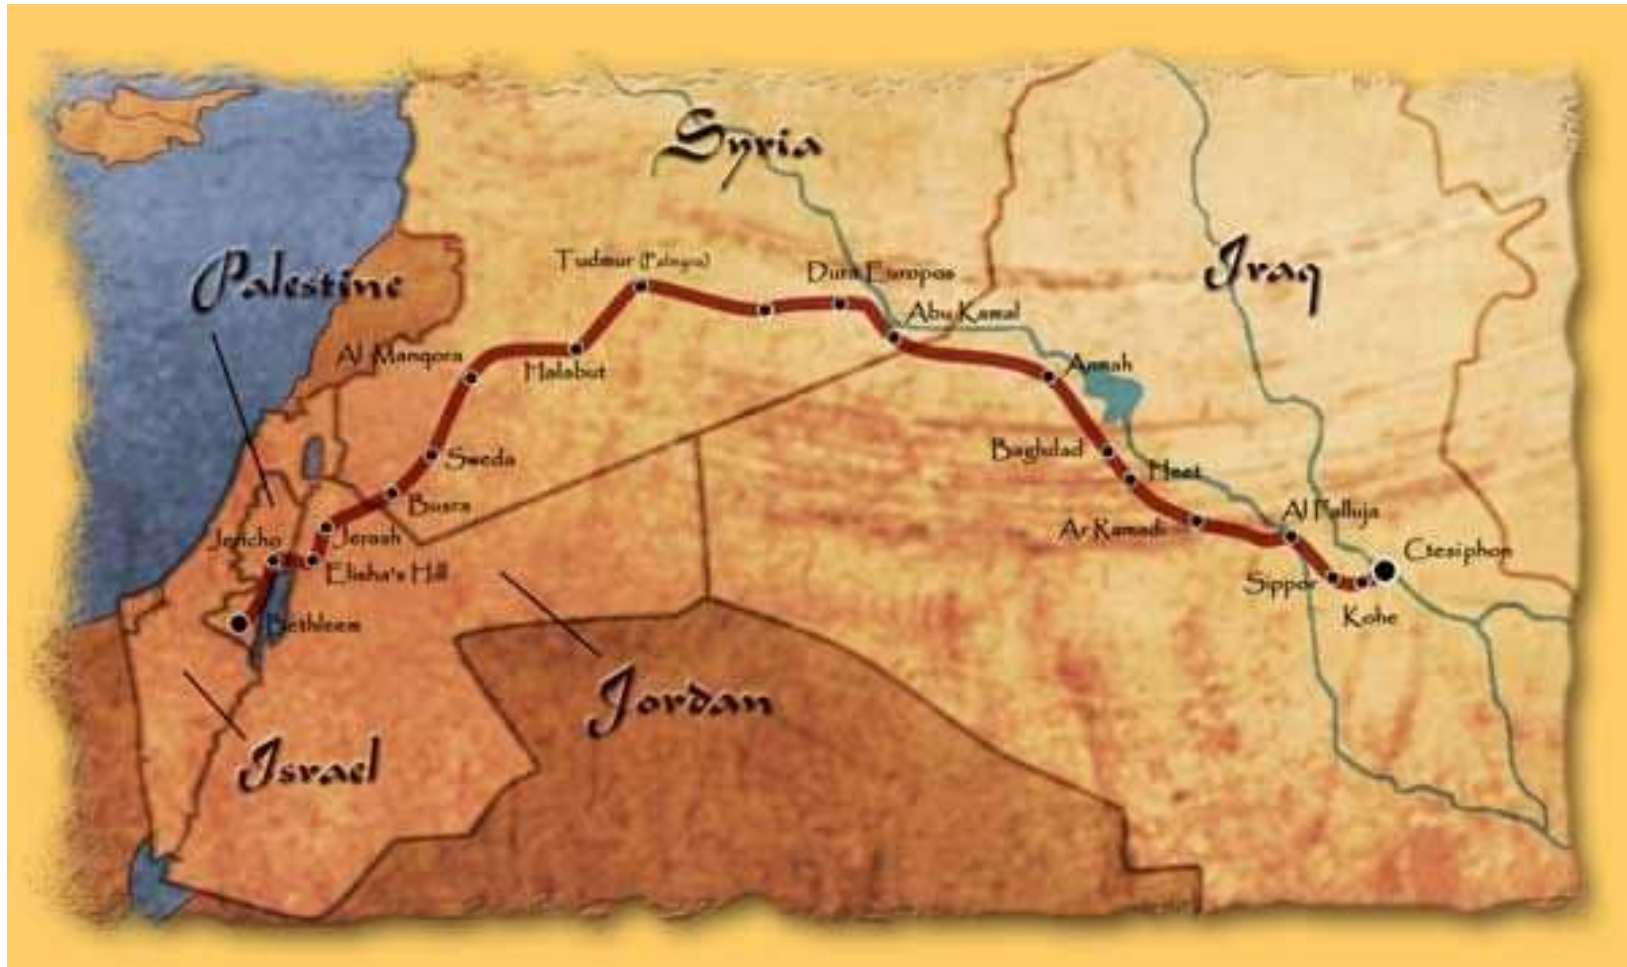 Syria
Palestine
Iraq
Tudmur (Palmyra)
Dura Europos
Abu Kamal
Al Manqora
Halabut
Annah
Sweda
Baghdad
Heet
Busra
Al Falluja
Ar Ramadi
Jericho
Jerash
Ctesiphon
Elisha's Hill
Sippor
Kohe
Bethleem
Jordan
Israel